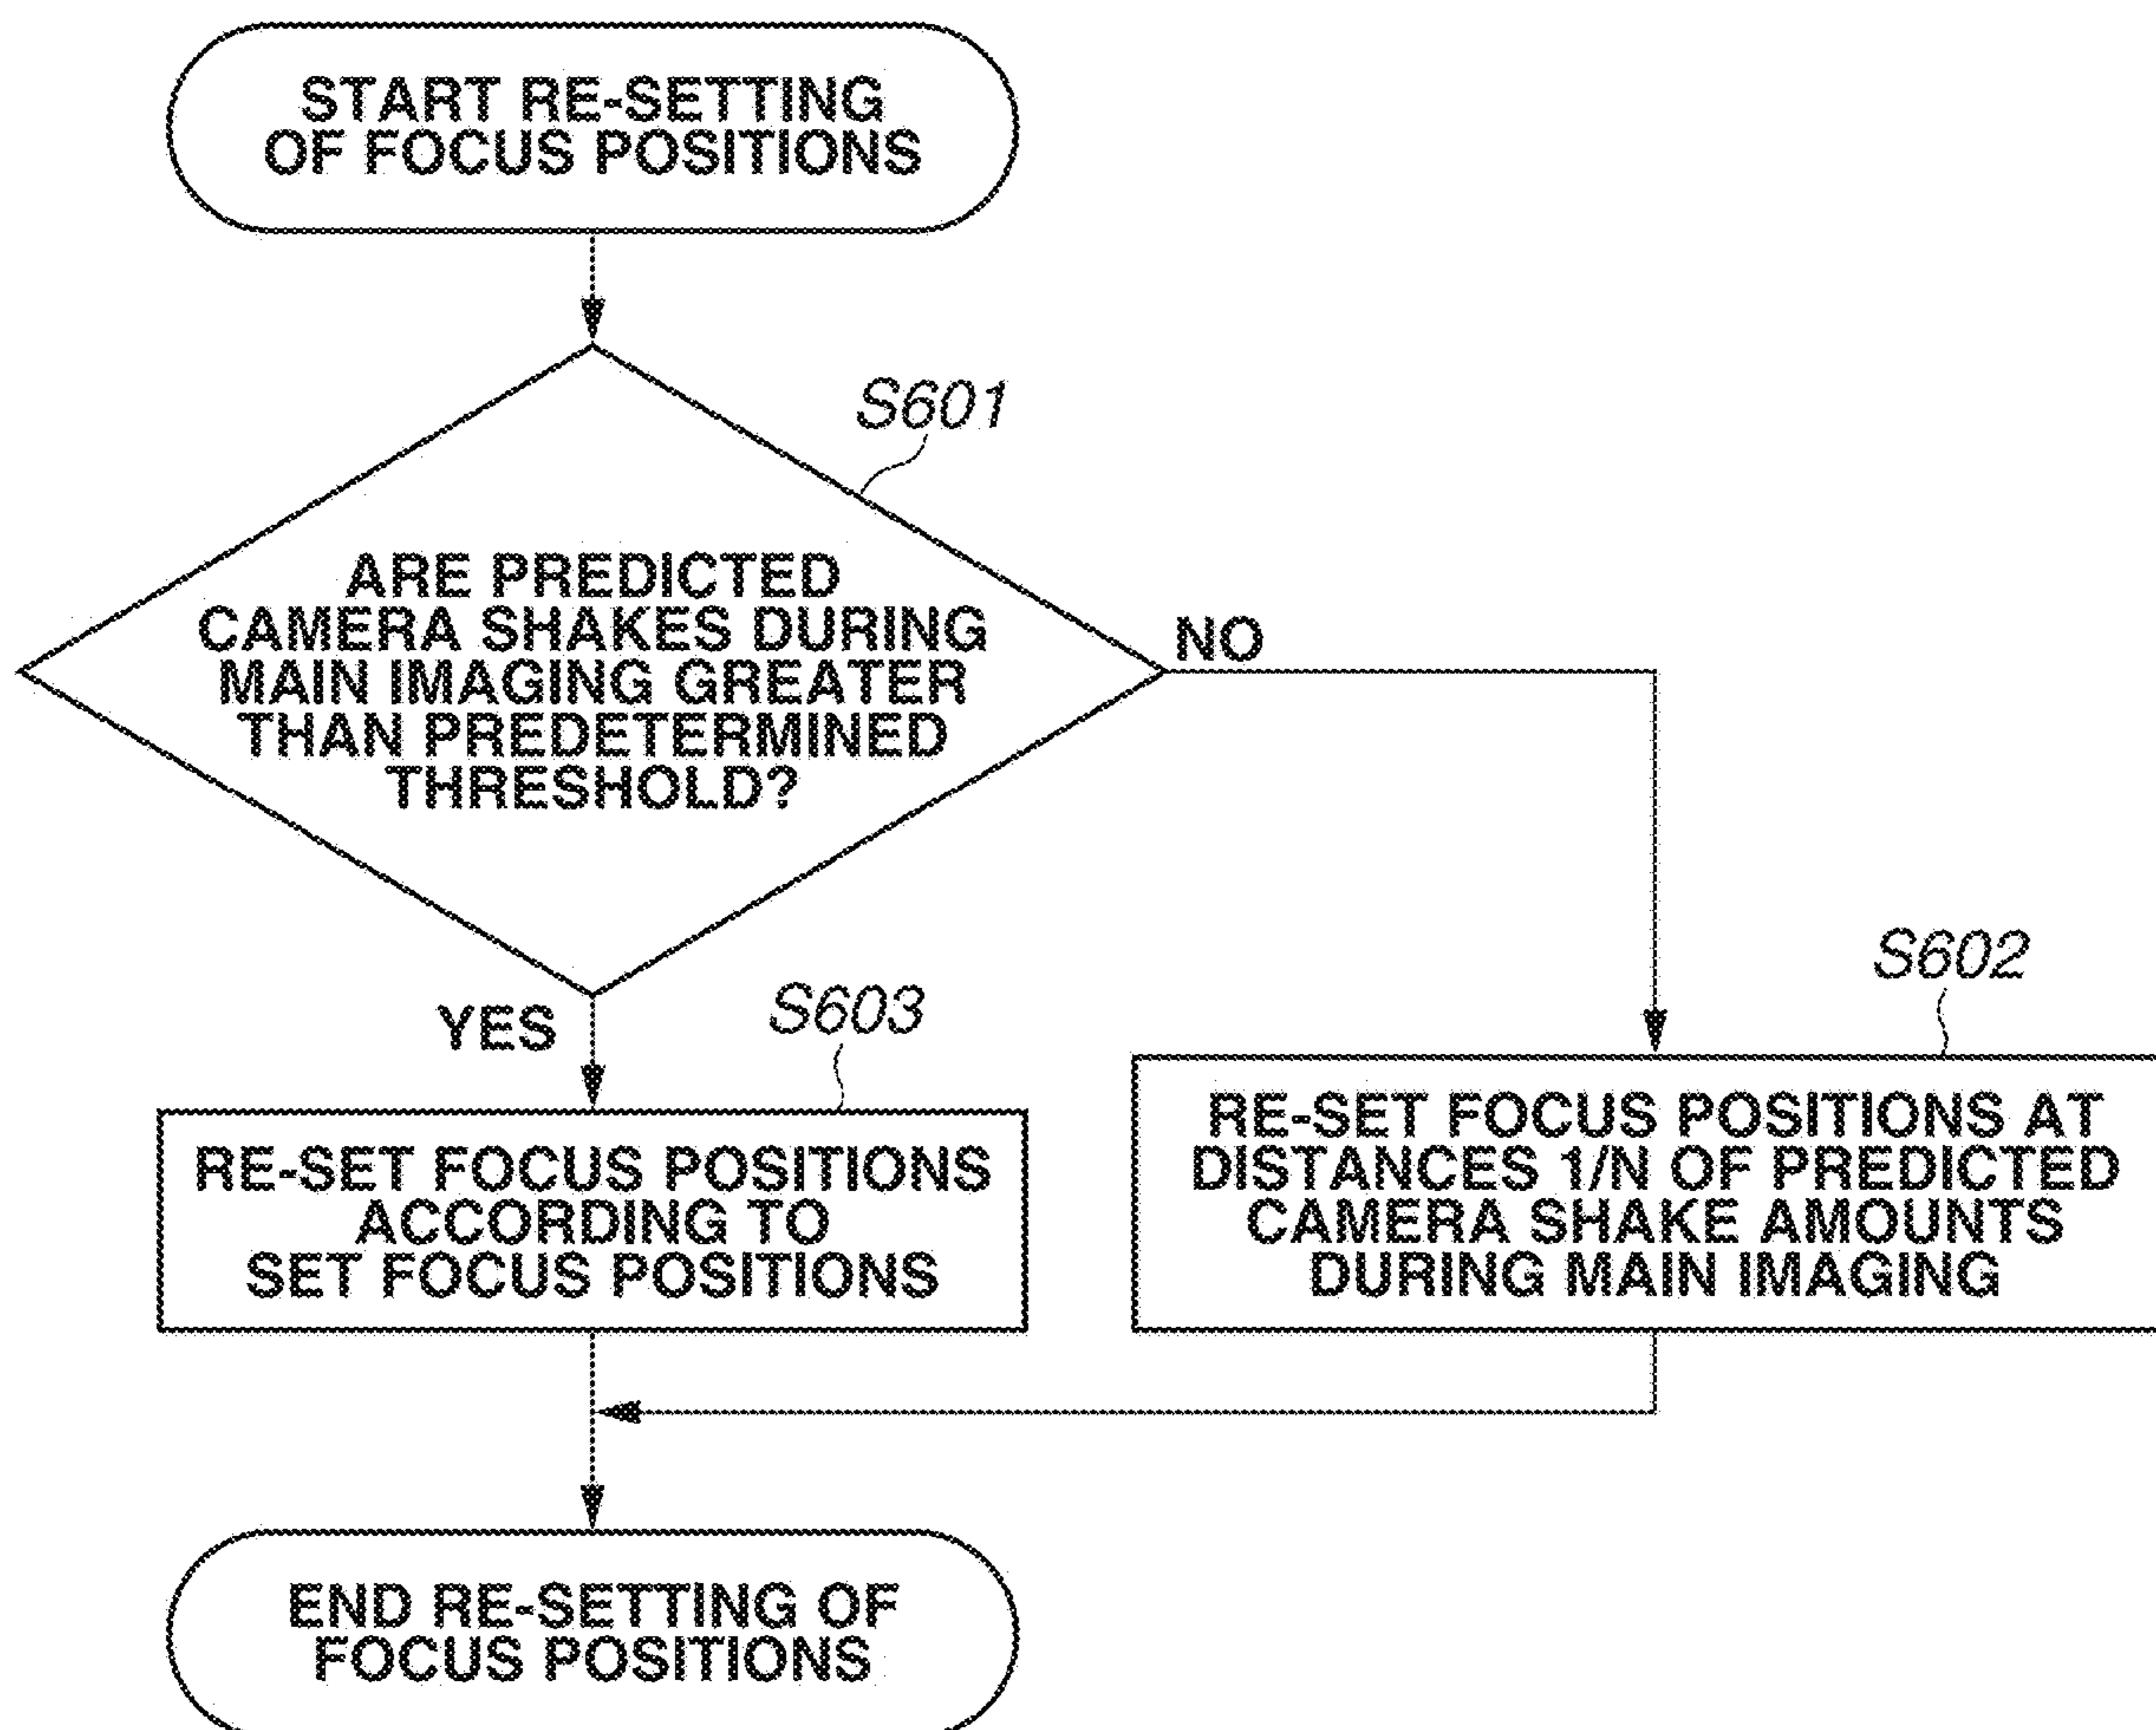 START RE-SETTING
OF FOCUS POSITIONS
S601
ARE PREDICTED
CAMERA SHAKES DURING
MAIN IMAGING GREATER
THAN PREDETERMINED
THRESHOLD?
NO
YES
S603
RE-SET FOCUS POSITIONS
ACCORDING TO
SET FOCUS POSITIONS
S602
RE-SET FOCUS POSITIONS AT
DISTANCES 1/N OF PREDICTED
CAMERA SHAKE AMOUNTS
DURING MAIN IMAGING
END RE-SETTING OF
FOCUS POSITIONS